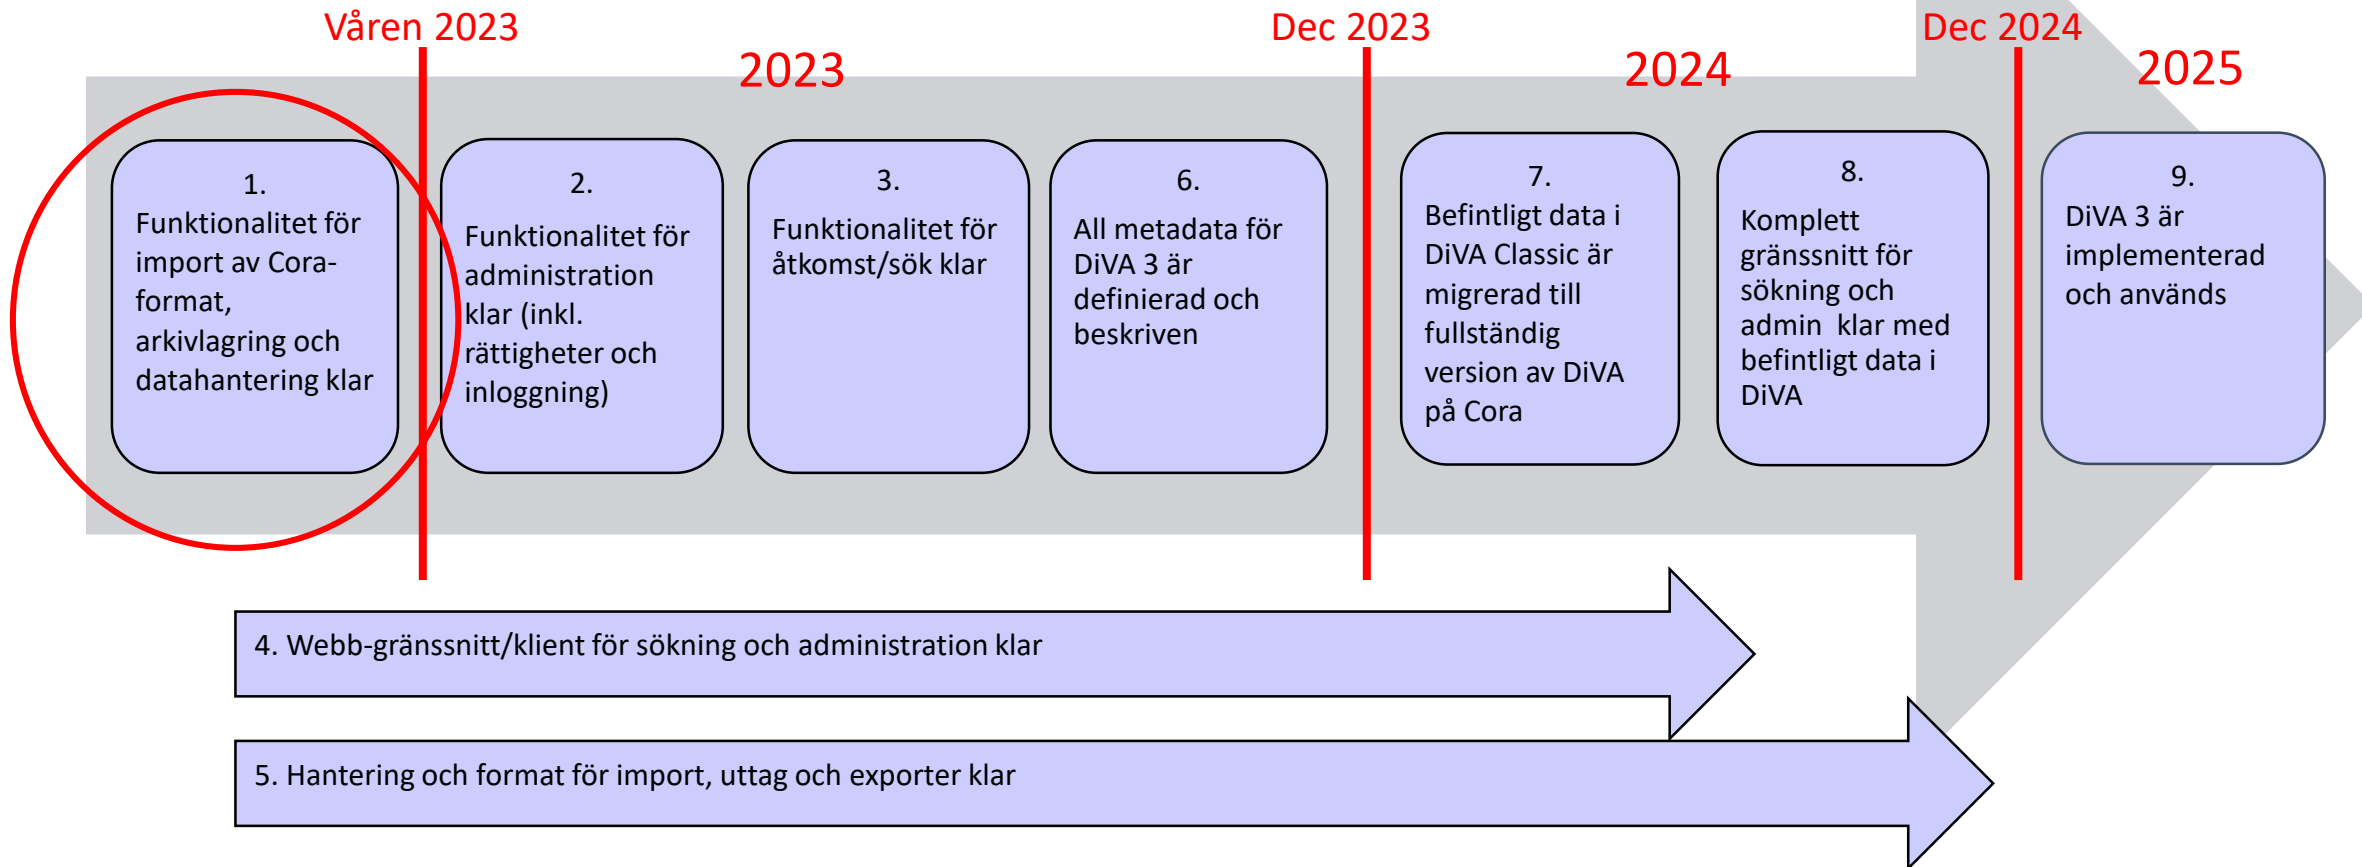 Våren 2023
Dec 2023
Dec 2024
2023
2024
2025
1.
Funktionalitet för
import av Cora-
format,
arkivlagring och
datahantering klar
2.
Funktionalitet för
administration
klar (inkl.
rättigheter och
inloggning)
3.
Funktionalitet för
åtkomst/sök klar
6.
All metadata för
DiVA 3 är
definierad och
beskriven
7.
Befintligt data i
DiVA Classic är
migrerad till
fullständig
version av DiVA
på Cora
8.
Komplett
gränssnitt för
sökning och
admin  klar med
befintligt data i
DiVA
9.
DiVA 3 är
implementerad
och används
4. Webb-gränssnitt/klient för sökning och administration klar
5. Hantering och format för import, uttag och exporter klar